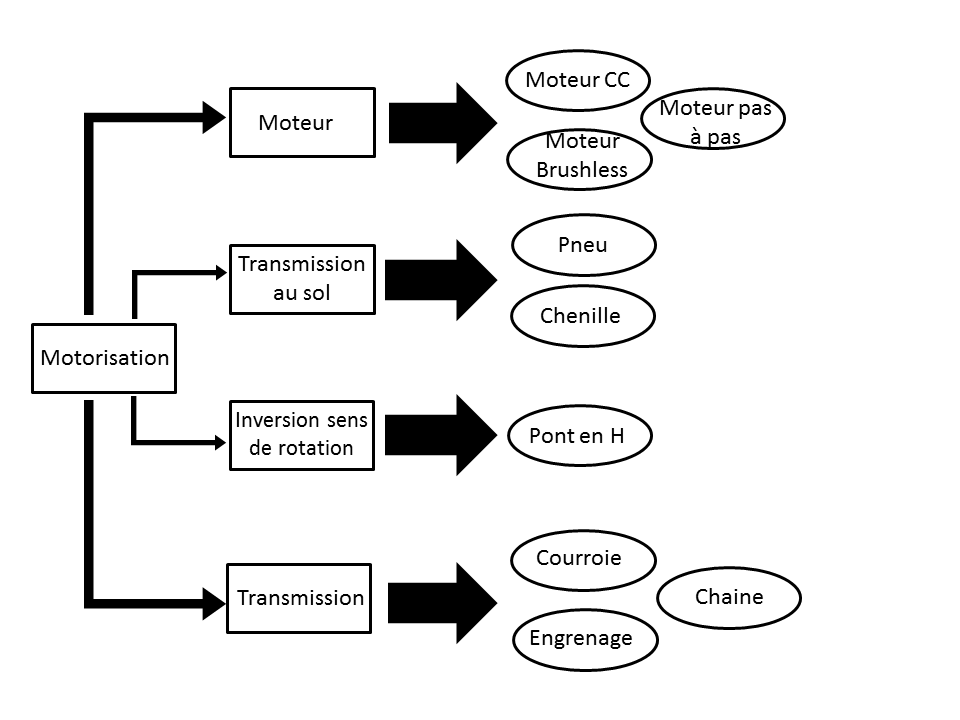 Moteur CC
Moteur pas
à pas
Moteur
Moteur
Brushless
Transmission
au sol
Pneu
Chenille
Motorisation
Inversion sens
de rotation
Pont en H
Courroie
Transmission
Chaine
Engrenage